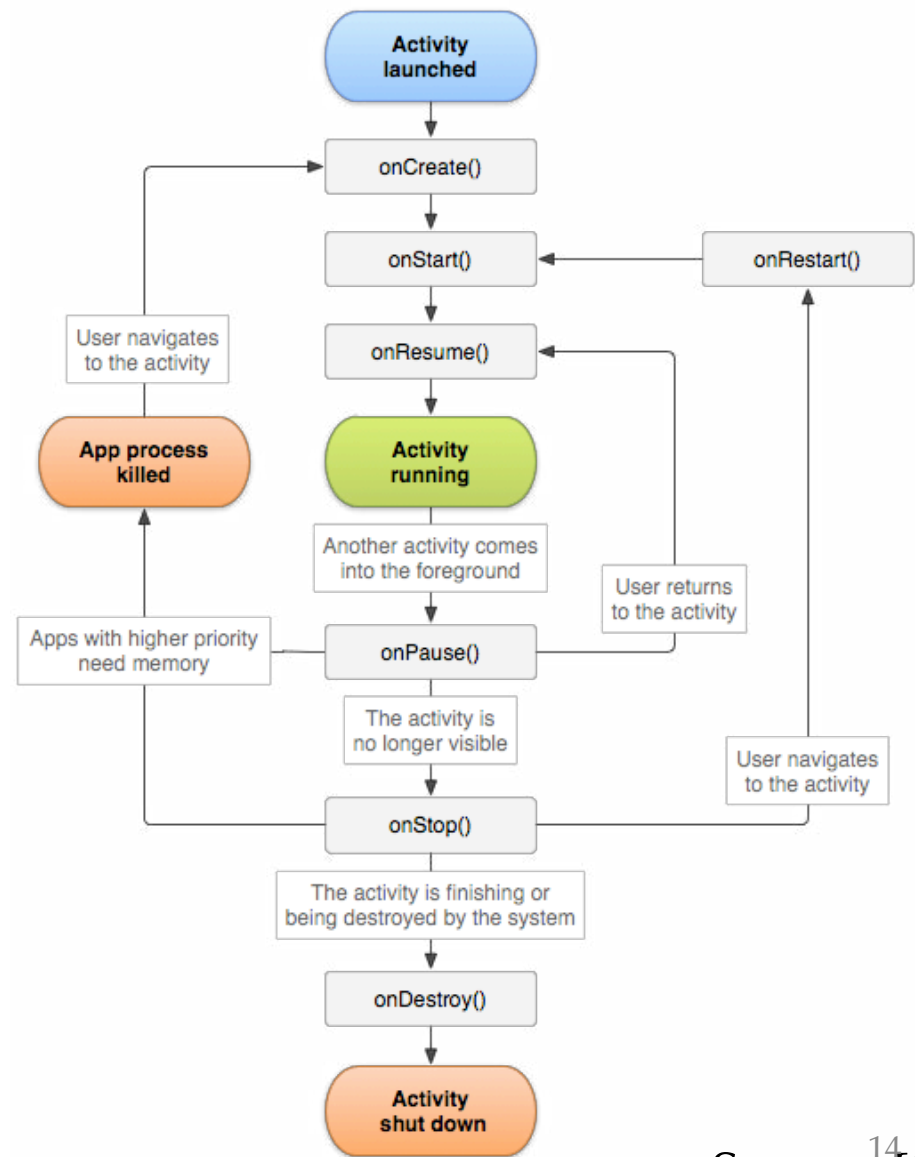 Activity
launched
onCreate()
onStart()
onRestart()
User navigates
to the activity
onResume()
App process
killed
Activity
running
Another activity comes
into the foreground
User returns
to the activity
Apps with higher priority
need memory
onPause()
The activity is
no longer visible
User navigates
to the activity
onStop()
The activity is finishing or
being destroyed by the system
onDestroy()
Activity
shut down
14